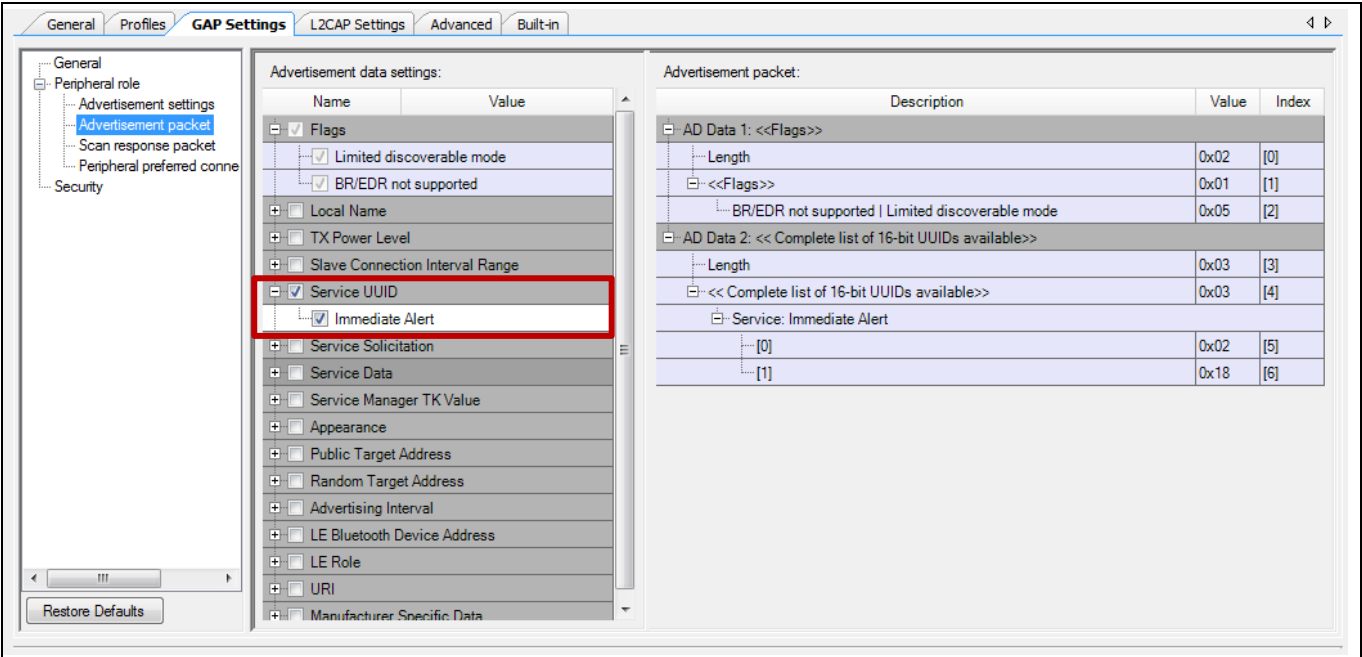 General Profiles GAP Settings L2CAP Settings Advanced Built-in
General
Peripheral role
Advertisement settings
Advertisement packet
Scan response packet
Peripheral preferred conne
Security
Restore Defaults
Advertisement data settings:
Name Value
Flags
Limited discoverable mode
BR/EDR not supported
Local Name
TX Power Level
Slave Connection Interval Range
Service UUID
Immediate Alert
Service Solicitation
Service Data
Service Manager TK Value
Appearance
Public Target Address
Random Target Address
Advertising Interval
LE Bluetooth Device Address
LE Role
URI
Manufacturer Specific Data
Advertisement packet:
Description Value Index
AD Data 1: <<Flags>>
Length 0x02 [0]
<<Flags>> 0x01 [1]
BR/EDR not supported | Limited discoverable mode 0x05 [2]
AD Data 2: << Complete list of 16-bit UUIDs available>>
Length 0x03 [3]
<< Complete list of 16-bit UUIDs available>> 0x03 [4]
Service: Immediate Alert
[0] 0x02 [5]
[1] 0x18 [6]